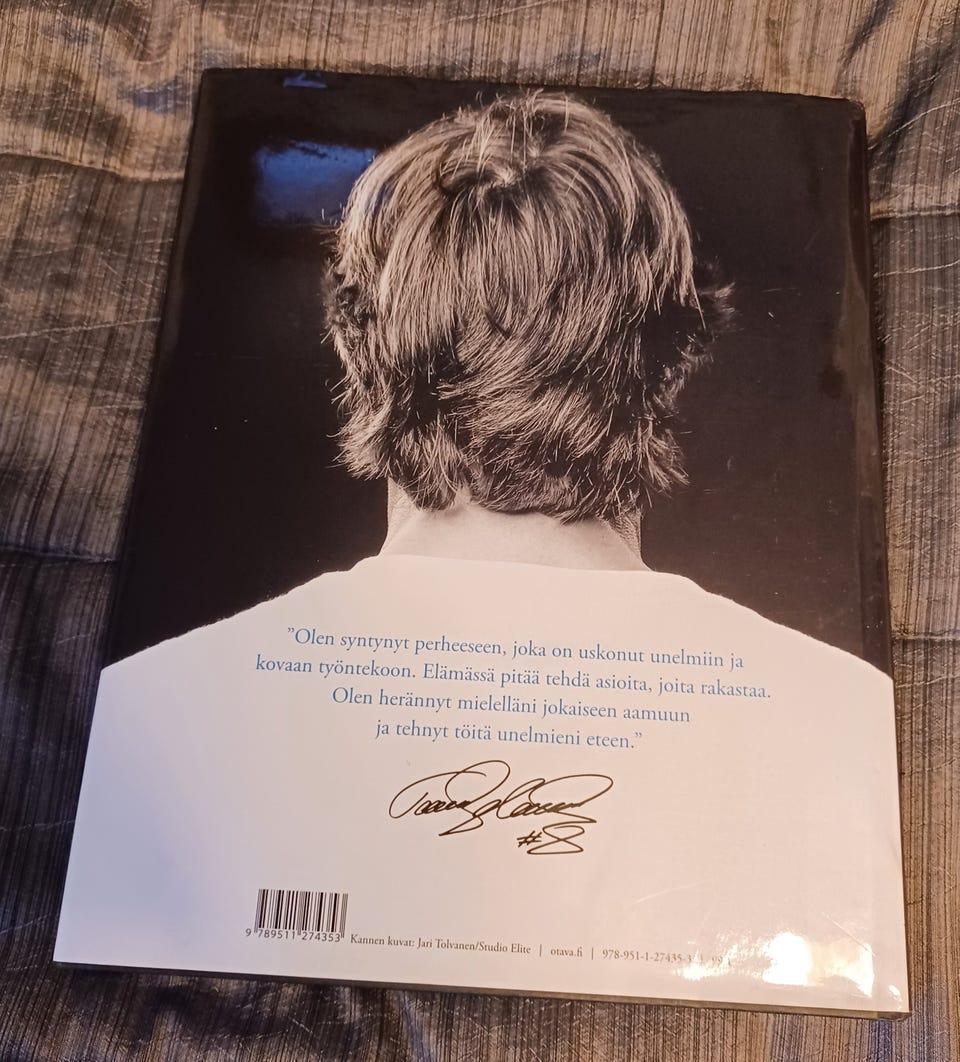 ”Olen syntynyt perheeseen, joka on uskonut unelmiin ja
kovaan työntekoon. Elämässä pitää tehdä asioita, joita rakastaa.
Olen herännyt mielelläni jokaiseen aamuun
ja tehnyt töitä unelmieni eteen.”
#8
9 789511 274353
Kannen kuvat: Jari Tolvanen/Studio Elite | otava.fi | 978-951-1-27435-3